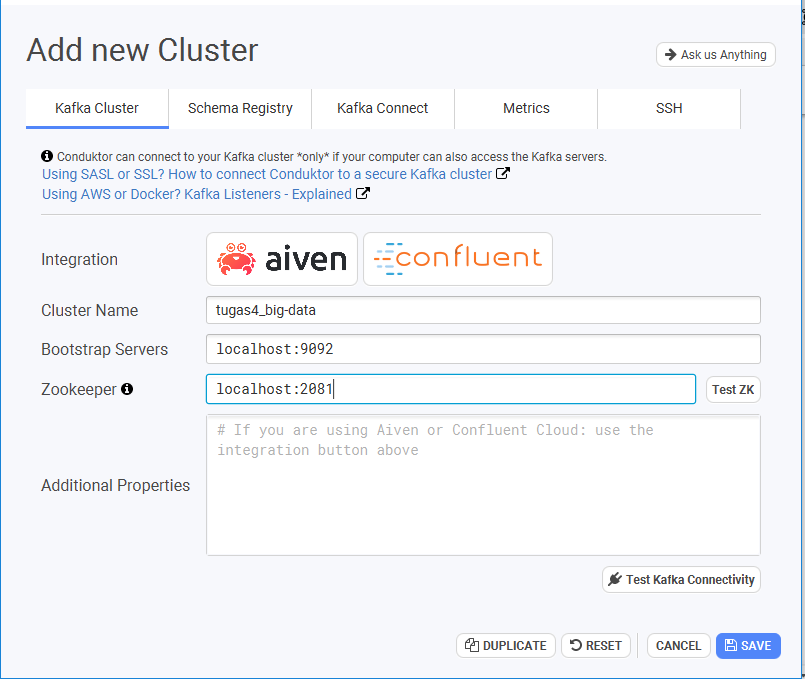 Add new Cluster
Ask us Anything
Kafka Cluster
Schema Registry
Kafka Connect
Metrics
SSH
Conduktor can connect to your Kafka cluster *only* if your computer can also access the Kafka servers.
Using SASL or SSL? How to connect Conduktor to a secure Kafka cluster
Using AWS or Docker? Kafka Listeners - Explained
Integration
aiven
confluent
Cluster Name
tugas4_big-data
Bootstrap Servers
localhost:9092
Zookeeper
localhost:2081
Test ZK
Additional Properties
# If you are using Aiven or Confluent Cloud: use the
integration button above
Test Kafka Connectivity
DUPLICATE
RESET
CANCEL
SAVE